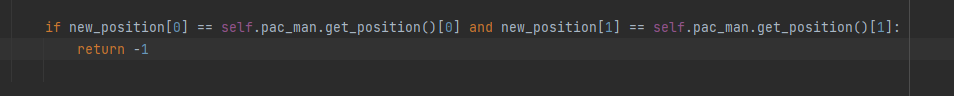 if new_position[0] == self.pac_man.get_position()[0] and new_position[1] == self.pac_man.get_position()[1]:
return -1